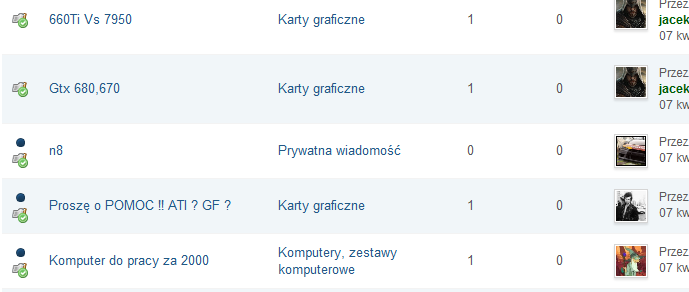 660Ti Vs 7950 Karty graficzne 1 0 Przez
jacek
07 kw
Gtx 680,670 Karty graficzne 1 0 Przez
jacek
07 kw
n8 Prywatna wiadomość 0 0 Przez
07 kw
Proszę o POMOC !! ATI ? GF ? Karty graficzne 1 0 Przez
07 kw
Komputer do pracy za 2000 Komputery, zestawy
komputerowe 1 0 Przez
07 kw